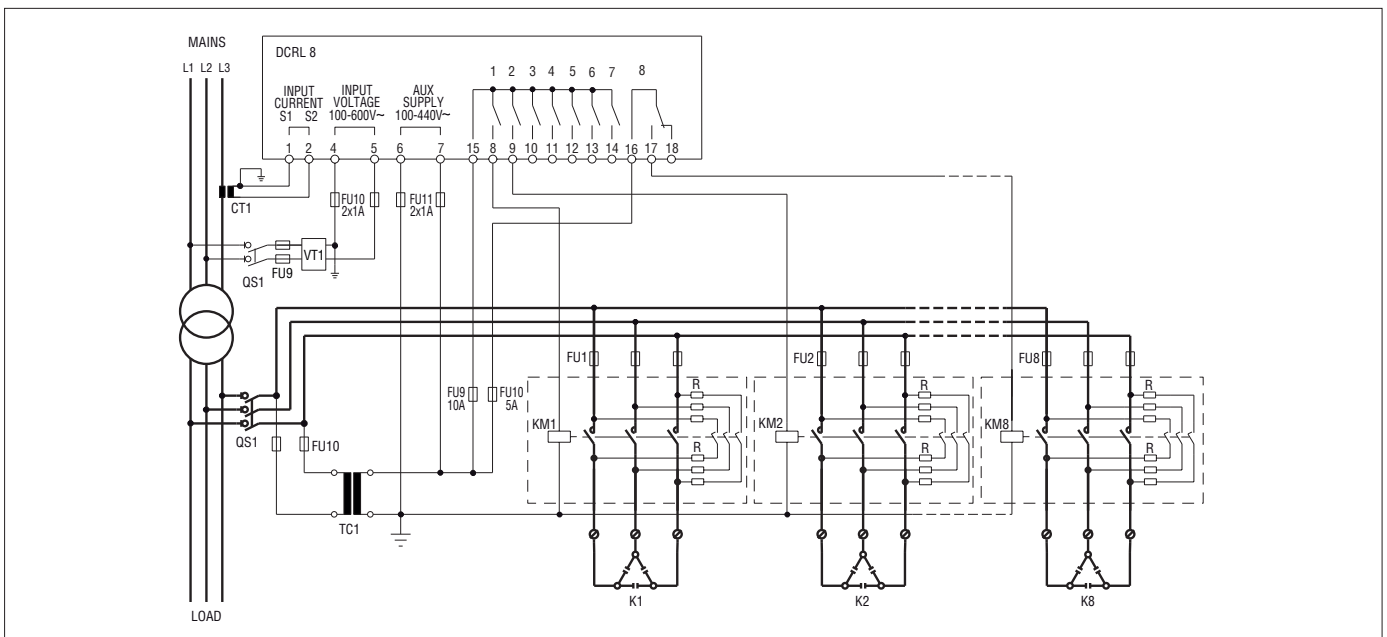 MAINS
L1 L2 L3
DCRL 8
INPUT CURRENT
S1 S2
INPUT VOLTAGE
100-600V~
AUX SUPPLY
100-440V~
1 2 3 4 5 6 7 8
1 2 4 5 6 7 15 8 9 10 11 12 13 14 16 17 18
CT1
FU10
2x1A
FU11
2x1A
VT1
FU9
QS1
FU1
FU2
FU8
FU9
10A
FU10
5A
R
R
R
KM1
KM2
KM8
QS1
FU10
R
R
R
TC1
K1
K2
K8
LOAD